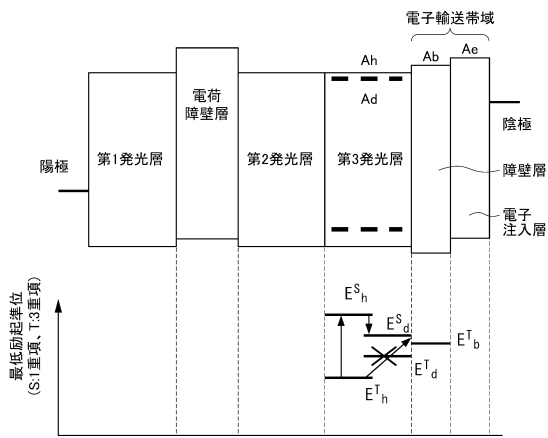 電子輸送帯域
Ah
Ab
Ae
Ad
電荷
障壁層
陽極
第1発光層
第2発光層
第3発光層
陰極
障壁層
電子
注入層
最低励起準位
(S:1重項、T:3重項)
E^S_h
E^S_d
E^T_b
E^T_d
E^T_h